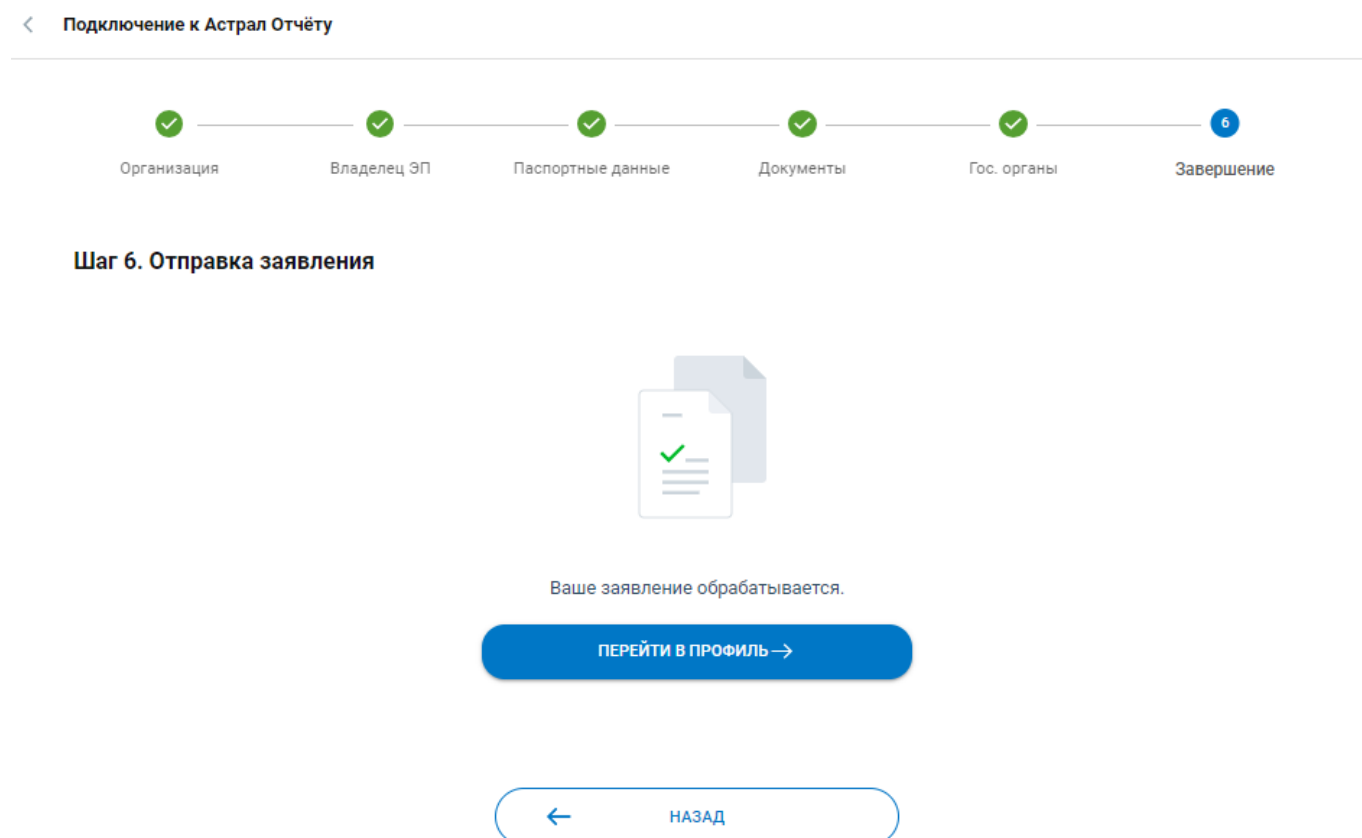 Подключение к Астрал Отчёту
6
Организация
Владелец ЭП
Паспортные данные
Документы
Гос. органы
Завершение
Шаг 6. Отправка заявления
Ваше заявление обрабатывается.
ПЕРЕЙТИ В ПРОФИЛЬ
НАЗАД